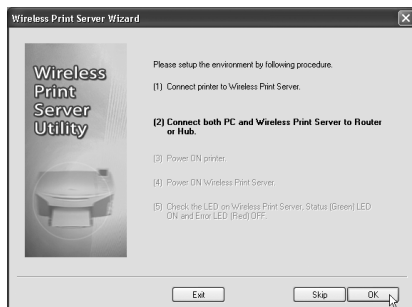 Wireless Print Server Wizard
Wireless
Print
Server
Utility
Please setup the environment by following procedure.
(1) Connect printer to Wireless Print Server.
(2) Connect both PC and Wireless Print Server to Router
or Hub.
(3) Power ON printer.
(4) Power ON Wireless Print Server.
(5) Check the LED on Wireless Print Server, Status (Green) LED
ON and Error LED (Red) OFF.
Exit
Skip
OK